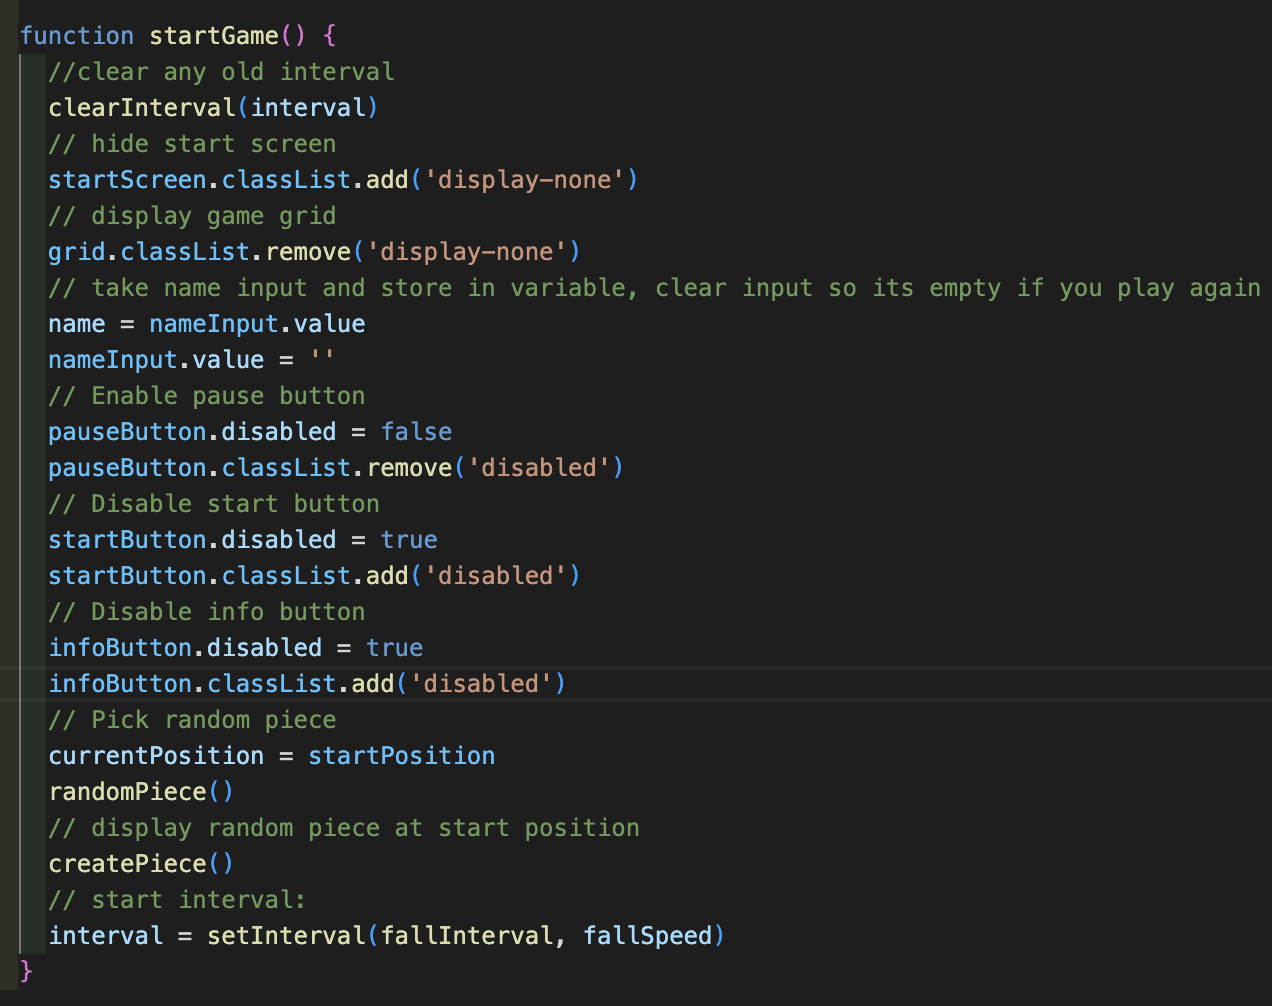 function startGame() {
//clear any old interval
clearInterval(interval)
// hide start screen
startScreen.classList.add('display-none')
// display game grid
grid.classList.remove('display-none')
// take name input and store in variable, clear input so its empty if you play again
name = nameInput.value
nameInput.value = ''
// Enable pause button
pauseButton.disabled = false
pauseButton.classList.remove('disabled')
// Disable start button
startButton.disabled = true
startButton.classList.add('disabled')
// Disable info button
infoButton.disabled = true
infoButton.classList.add('disabled')
// Pick random piece
currentPosition = startPosition
randomPiece()
// display random piece at start position
createPiece()
// start interval:
interval = setInterval(fallInterval, fallSpeed)
}